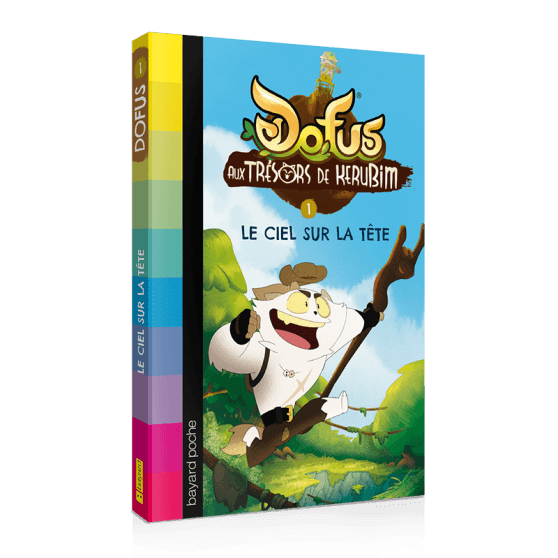 DOFUS
AUX TRÉSORS DE KERUBIM
1
LE CIEL SUR LA TÊTE
bayard poche
DOFUS 1
LE CIEL SUR LA TÊTE